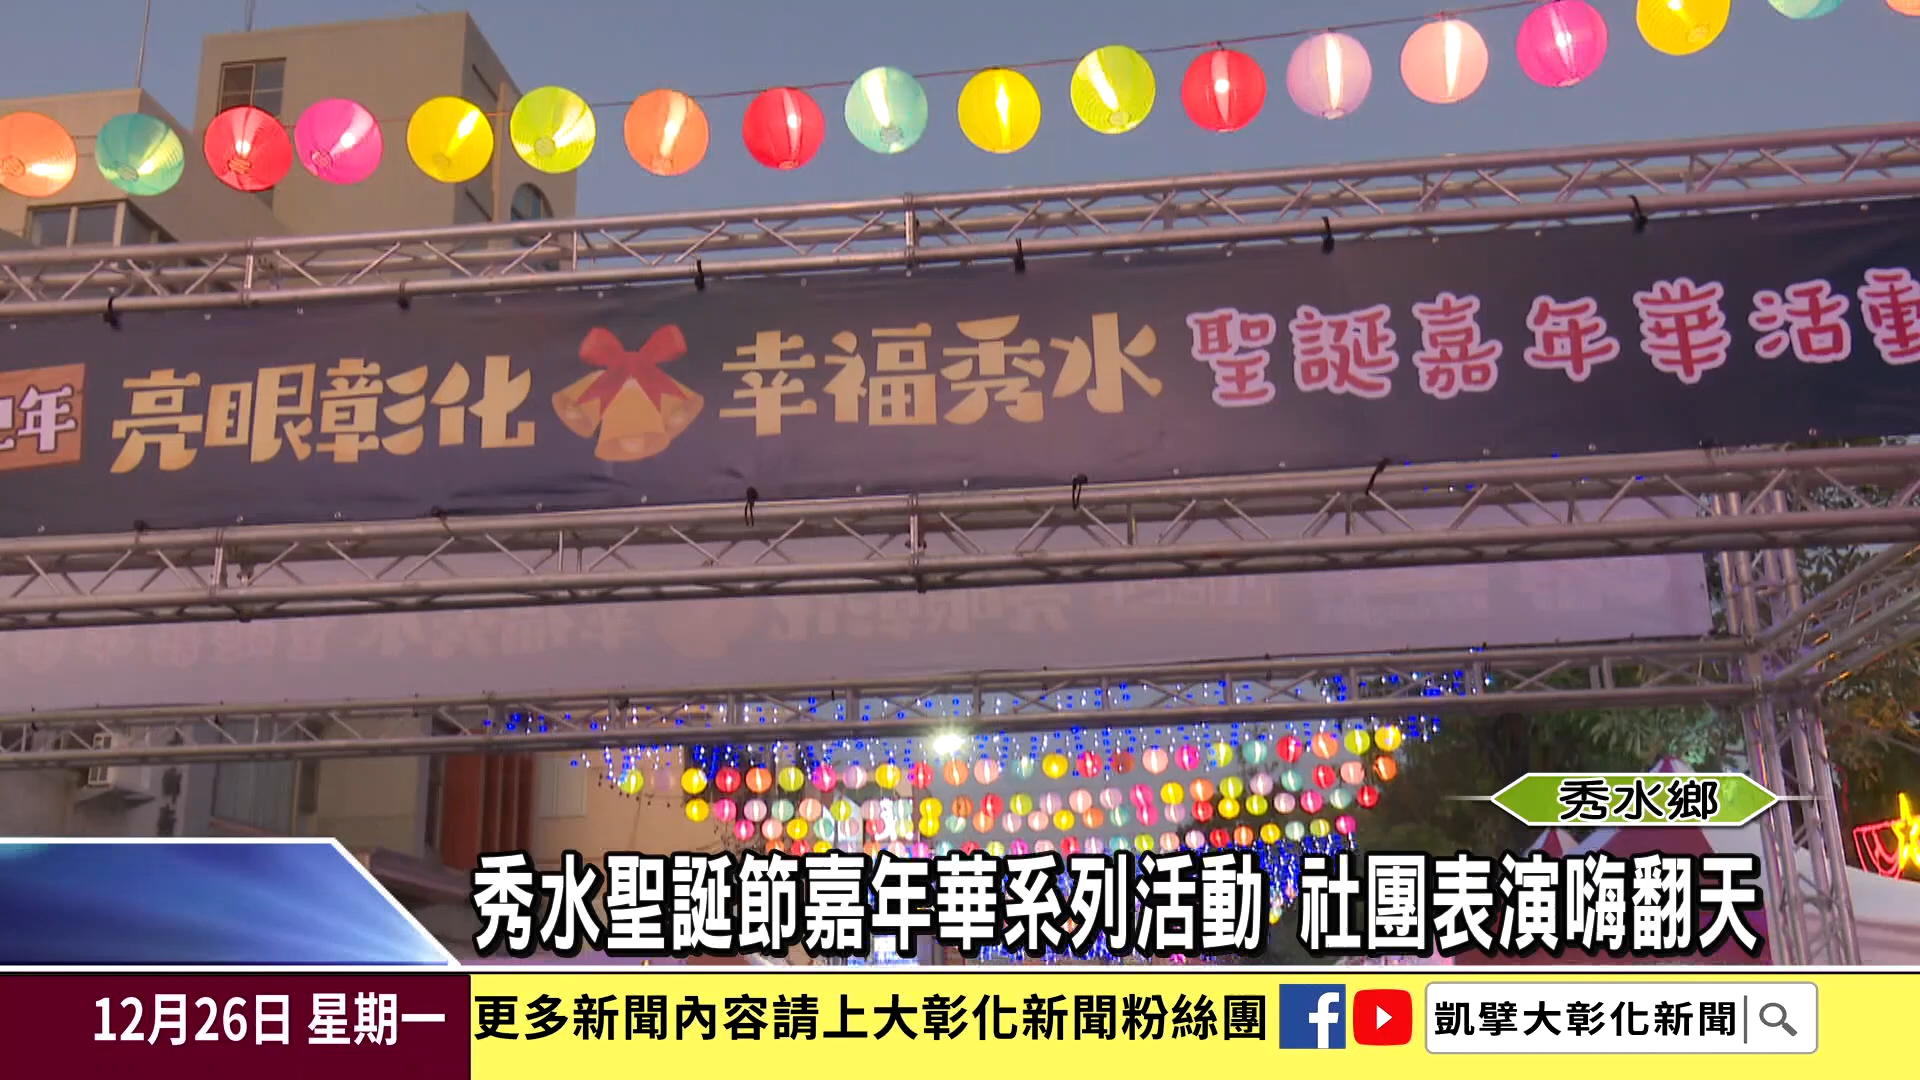 年 亮眼彰化 幸福秀水 聖誕嘉年華活動
秀水鄉
秀水聖誕節嘉年華系列活動 社團表演嗨翻天
12月26日 星期一
更多新聞內容請上大彰化新聞粉絲團
凱擘大彰化新聞